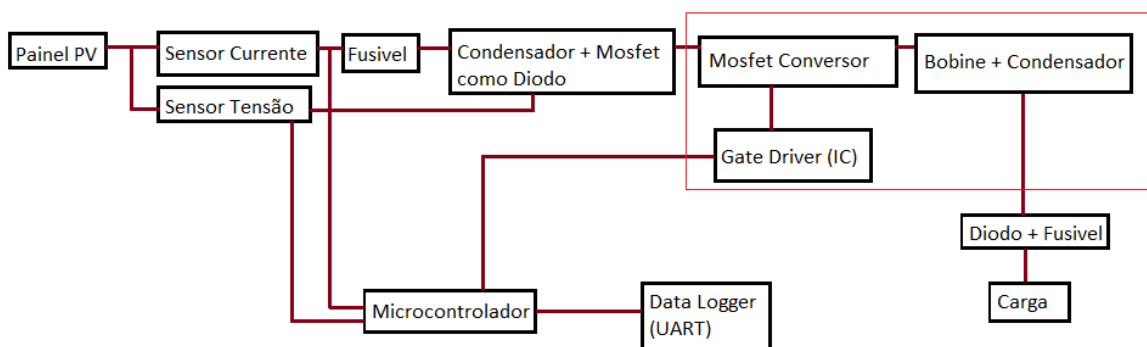 Painel PV
Sensor Currente
Fusivel
Condensador + Mosfet
como Diodo
Mosfet Conversor
Bobine + Condensador
Sensor Tensão
Gate Driver (IC)
Diodo + Fusivel
Microcontrolador
Data Logger
(UART)
Carga